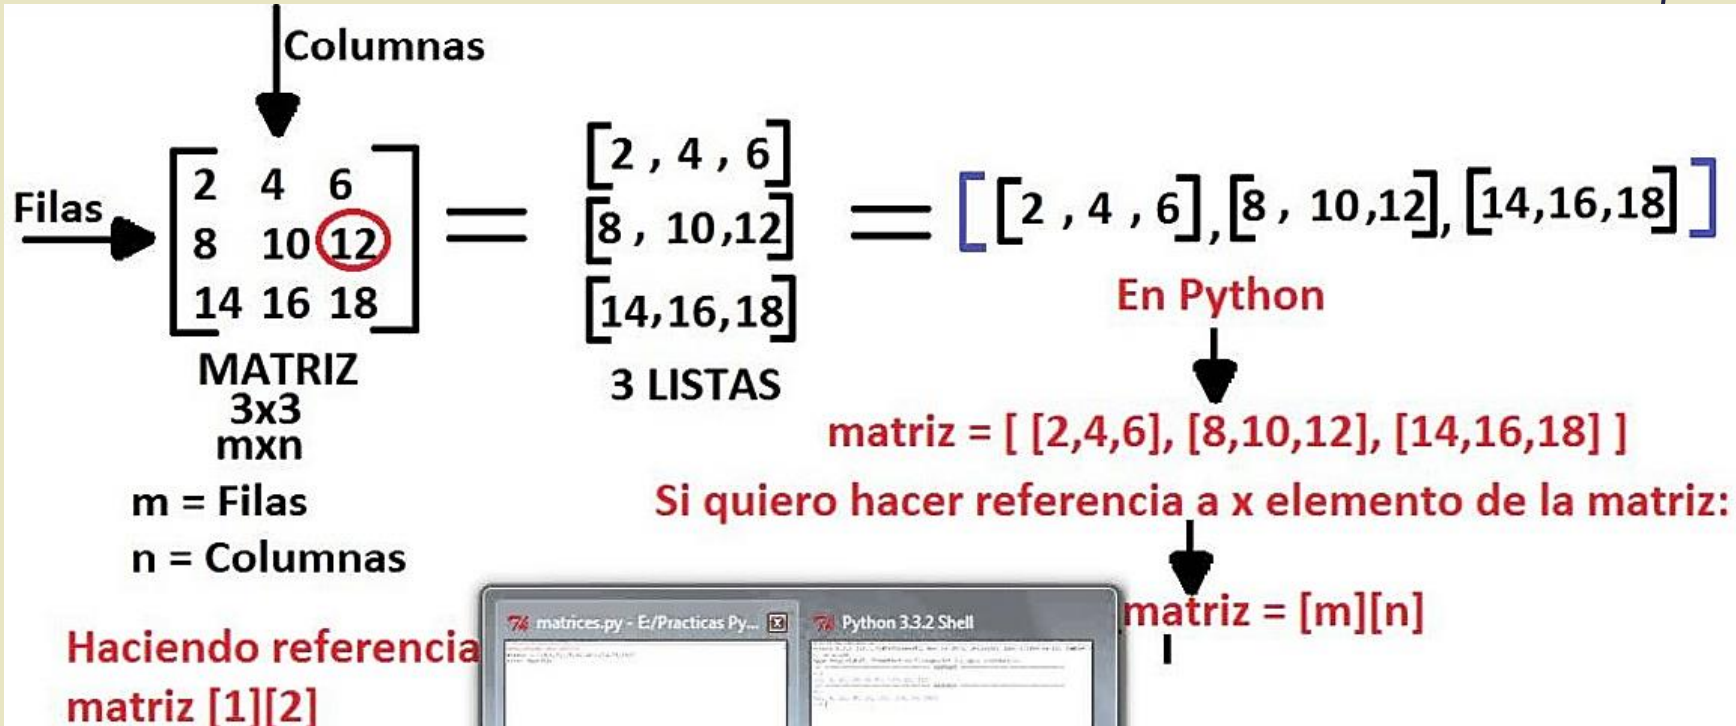 Columnas
Filas
2 4 6
8 10 12
14 16 18
MATRIZ
3x3
mxn
m = Filas
n = Columnas
[2 , 4 , 6]
[8 , 10,12]
[14,16,18]
3 LISTAS
[[2 , 4 , 6],[8 , 10,12], [14,16,18]]
En Python
matriz = [ [2,4,6], [8,10,12], [14,16,18] ]
Si quiero hacer referencia a x elemento de la matriz:
matriz = [m][n]
Haciendo referencia
matriz [1][2]
matrices.py - E:/Practicas Py...
Python 3.3.2 Shell